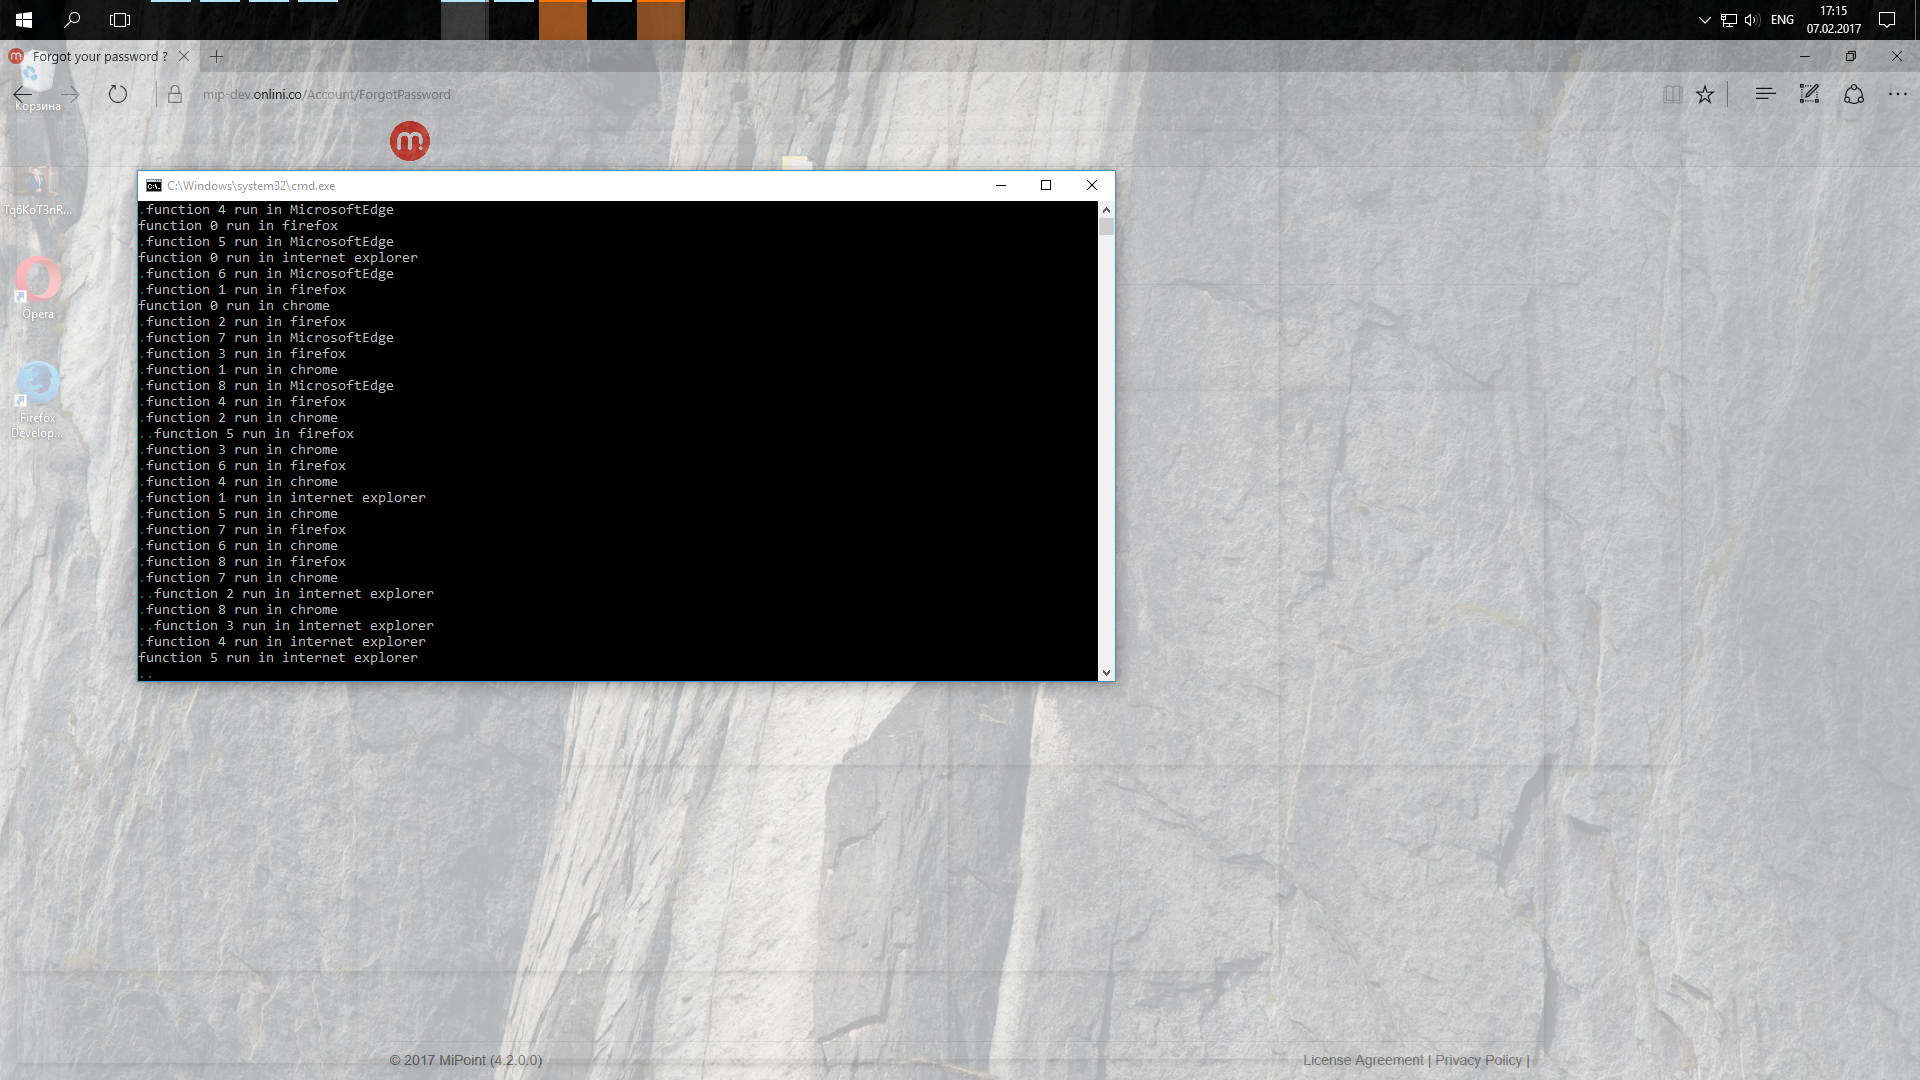 17:15
ENG
07.02.2017
Forgot your password ?
mip-dev.onlini.co/Account/ForgotPassword
Корзина
m!
C:\Windows\system32\cmd.exe
.function 4 run in MicrosoftEdge
function 0 run in firefox
.function 5 run in MicrosoftEdge
function 0 run in internet explorer
.function 6 run in MicrosoftEdge
.function 1 run in firefox
function 0 run in chrome
.function 2 run in firefox
.function 7 run in MicrosoftEdge
.function 3 run in firefox
.function 1 run in chrome
.function 8 run in MicrosoftEdge
.function 4 run in firefox
.function 2 run in chrome
..function 5 run in firefox
.function 3 run in chrome
.function 6 run in firefox
.function 4 run in chrome
.function 1 run in internet explorer
.function 5 run in chrome
.function 7 run in firefox
.function 6 run in chrome
.function 8 run in firefox
.function 7 run in chrome
..function 2 run in internet explorer
.function 8 run in chrome
..function 3 run in internet explorer
.function 4 run in internet explorer
function 5 run in internet explorer
..
Opera
Firefox
Develop...
© 2017 MiPoint (4.2.0.0)
License Agreement | Privacy Policy |